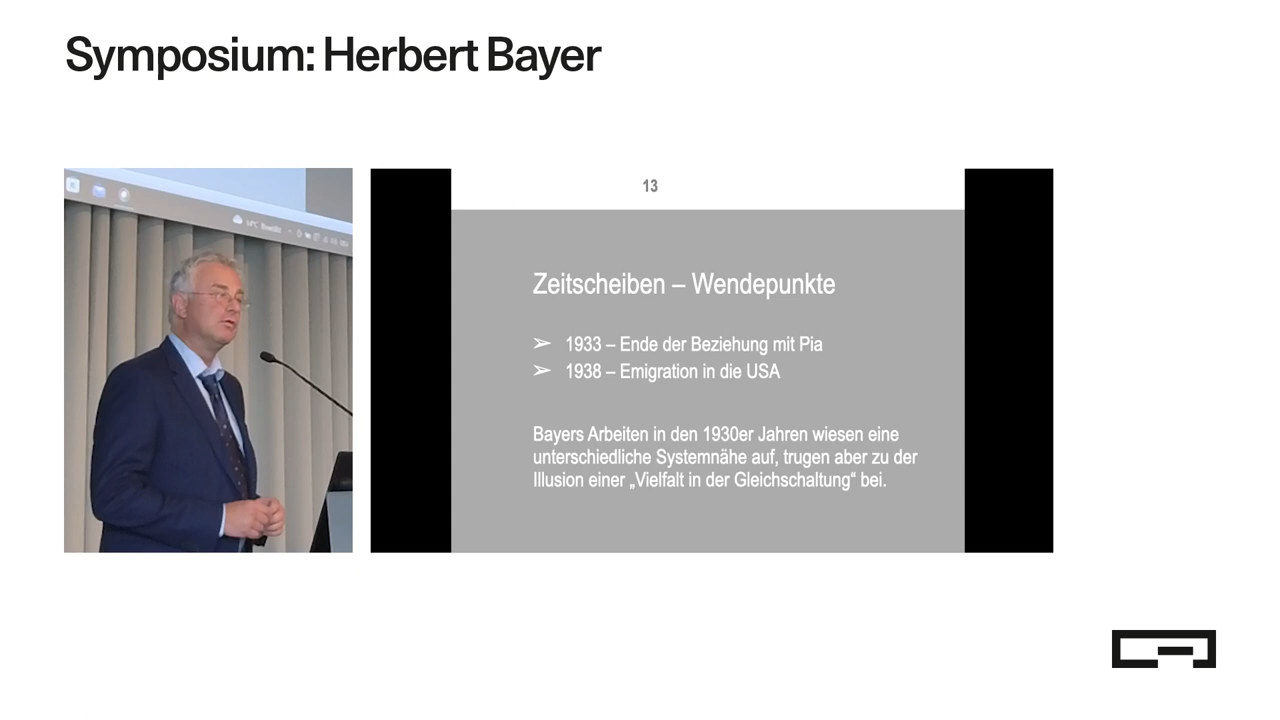 Symposium: Herbert Bayer
13
Zeitscheiben – Wendepunkte
➢ 1933 – Ende der Beziehung mit Pia
➢ 1938 – Emigration in die USA
Bayers Arbeiten in den 1930er Jahren wiesen eine
unterschiedliche Systemnähe auf, trugen aber zu der
Illusion einer „Vielfalt in der Gleichschaltung“ bei.